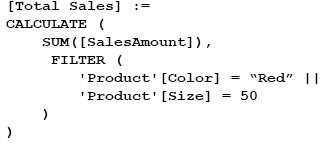 [Total Sales] :=
CALCULATE (
    SUM([SalesAmount]),
     FILTER (
        'Product'[Color] = “Red” ||
        'Product'[Size] = 50
    )
)